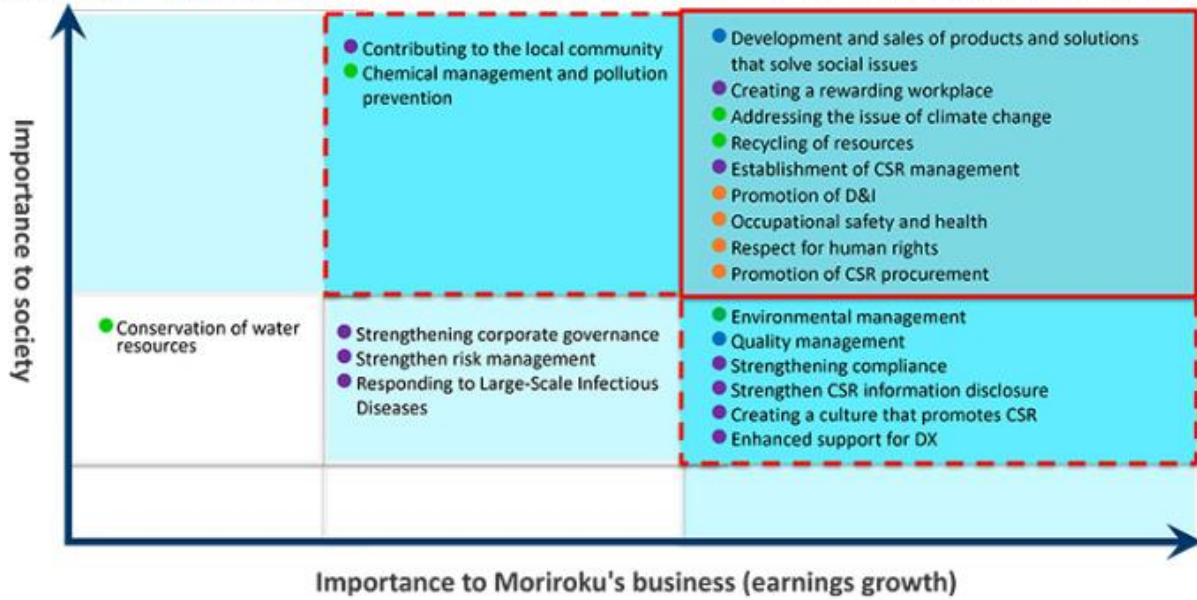 Importance to society
Contributing to the local community
Chemical management and pollution
prevention
Development and sales of products and solutions
that solve social issues
Creating a rewarding workplace
Addressing the issue of climate change
Recycling of resources
Establishment of CSR management
Promotion of D&I
Occupational safety and health
Respect for human rights
Promotion of CSR procurement
Conservation of water
resources
Strengthening corporate governance
Strengthen risk management
Responding to Large-Scale Infectious
Diseases
Environmental management
Quality management
Strengthening compliance
Strengthen CSR information disclosure
Creating a culture that promotes CSR
Enhanced support for DX
Importance to Moriroku's business (earnings growth)